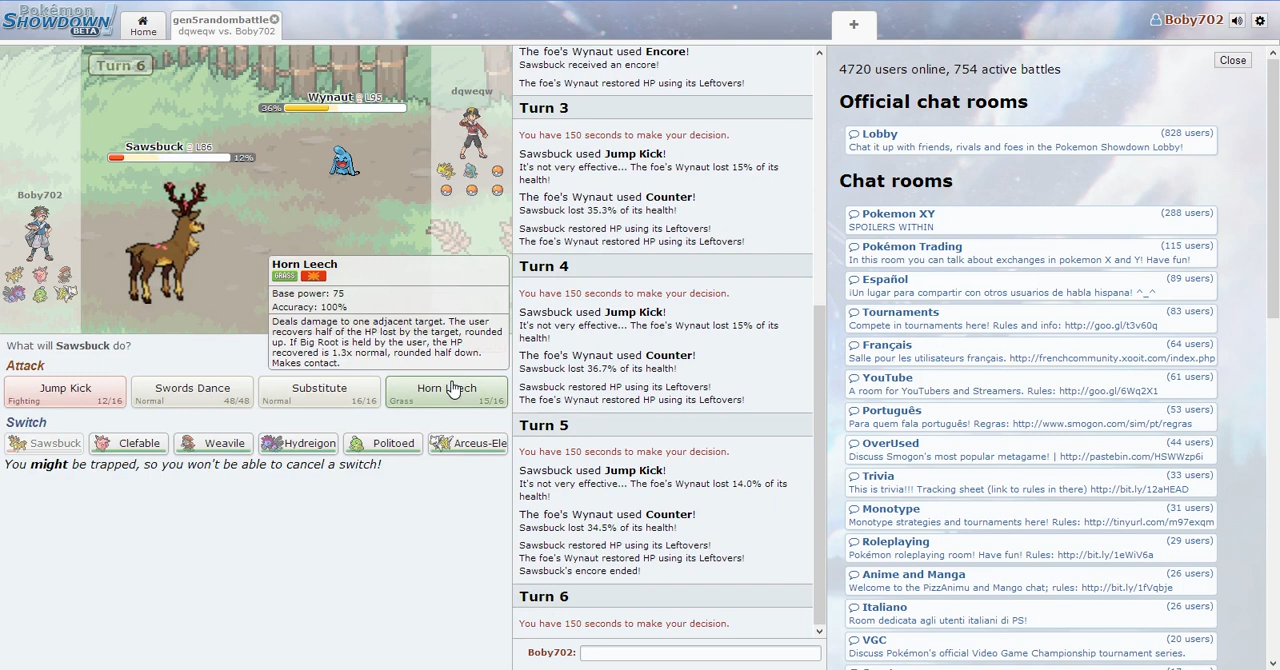 Pokémon
SHOWDOWN!
BETA
Home
gen5randombattle
dqweqw vs. Boby702
+
Boby702
Turn 6
Wynaut L95
36%
Sawsbuck L86
12%
dqweqw
Boby702
Horn Leech
GRASS
Base power: 75
Accuracy: 100%
Deals damage to one adjacent target. The user
recovers half of the HP lost by the target, rounded
up. If Big Root is held by the user, the HP
recovered is 1.3x normal, rounded half down.
Makes contact.
What will Sawsbuck do?
Attack
Jump Kick
Fighting 12/16
Swords Dance
Normal 48/48
Substitute
Normal 16/16
Horn Leech
Grass 15/16
Switch
Sawsbuck
Clefable
Weavile
Hydreigon
Politoed
Arceus-Ele
You might be trapped, so you won't be able to cancel a switch!
The foe's Wynaut used Encore!
Sawsbuck received an encore!
The foe's Wynaut restored HP using its Leftovers!
Turn 3
You have 150 seconds to make your decision.
Sawsbuck used Jump Kick!
It's not very effective... The foe's Wynaut lost 15% of its
health!
The foe's Wynaut used Counter!
Sawsbuck lost 35.3% of its health!
Sawsbuck restored HP using its Leftovers!
The foe's Wynaut restored HP using its Leftovers!
Turn 4
You have 150 seconds to make your decision.
Sawsbuck used Jump Kick!
It's not very effective... The foe's Wynaut lost 15% of its
health!
The foe's Wynaut used Counter!
Sawsbuck lost 36.7% of its health!
Sawsbuck restored HP using its Leftovers!
The foe's Wynaut restored HP using its Leftovers!
Turn 5
You have 150 seconds to make your decision.
Sawsbuck used Jump Kick!
It's not very effective... The foe's Wynaut lost 14.0% of its
health!
The foe's Wynaut used Counter!
Sawsbuck lost 34.5% of its health!
Sawsbuck restored HP using its Leftovers!
The foe's Wynaut restored HP using its Leftovers!
Sawsbuck's encore ended!
Turn 6
You have 150 seconds to make your decision.
Boby702:
Close
4720 users online, 754 active battles
Official chat rooms
Lobby (828 users)
Chat it up with friends, rivals and foes in the Pokemon Showdown Lobby!
Chat rooms
Pokemon XY (288 users)
SPOILERS WITHIN
Pokémon Trading (115 users)
In this room you can talk about exchanges in pokemon X and Y! Have fun!
Español (89 users)
¡Un lugar para compartir con otros usuarios de habla hispana! ^_^
Tournaments (83 users)
Compete in tournaments here! Rules and info: http://goo.gl/t3v60q
Français (64 users)
Salle pour les utilisateurs français. http://frenchcommunity.xooit.com/index.php
YouTube (61 users)
A room for YouTubers and Streamers. Rules: http://goo.gl/6Wq2X1
Português (53 users)
Para quem fala português! Regras: http://www.smogon.com/sim/pt/regras
OverUsed (44 users)
Discuss Smogon's most popular metagame! | http://pastebin.com/HSWWzp6i
Trivia (33 users)
This is trivia!!! Tracking sheet (link to rules in there) http://bit.ly/12aHEAD
Monotype (31 users)
Monotype strategies and tournaments here! Rules: http://tinyurl.com/m97exqm
Roleplaying (29 users)
Pokémon roleplaying room! Have fun! Rules: http://bit.ly/1eWiV6a
Anime and Manga (26 users)
Welcome to the PizzAnimu and Mango chat; rules: http://bit.ly/1fVqbje
Italiano (26 users)
Room dedicata agli utenti italiani di PS!
VGC (20 users)
Discuss Pokémon's official Video Game Championship tournament series.